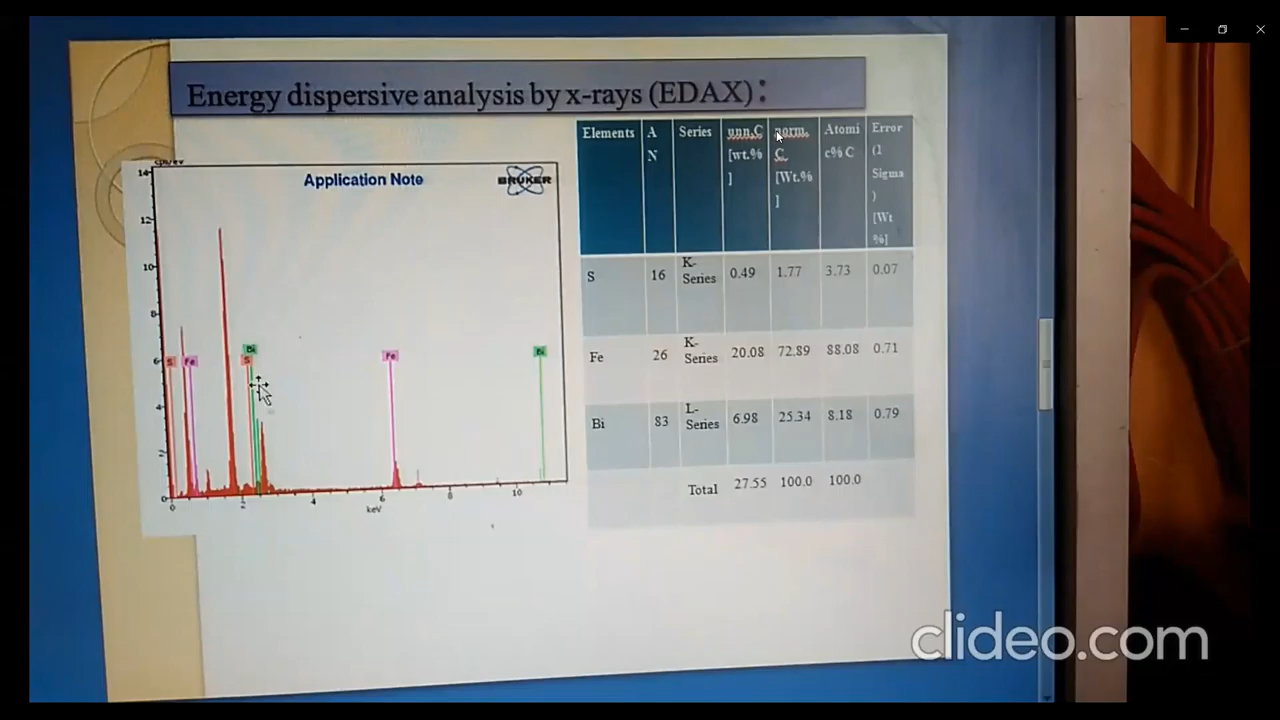 Energy dispersive analysis by x-rays (EDAX) :
Application Note
BRUKER
14
12
10
8
6
4
2
0
S
Fe
Bi
S
Fe
Bi
0
2
4
6
8
10
keV
Elements
A
N
Series
unn.C
[wt.%
]
norm.
C.
[Wt.%
]
Atomi
c% C
Error
(1
Sigma
)
[Wt
%]
S
16
K-
Series
0.49
1.77
3.73
0.07
Fe
26
K-
Series
20.08
72.89
88.08
0.71
Bi
83
L-
Series
6.98
25.34
8.18
0.79
Total
27.55
100.0
100.0
clideo.com